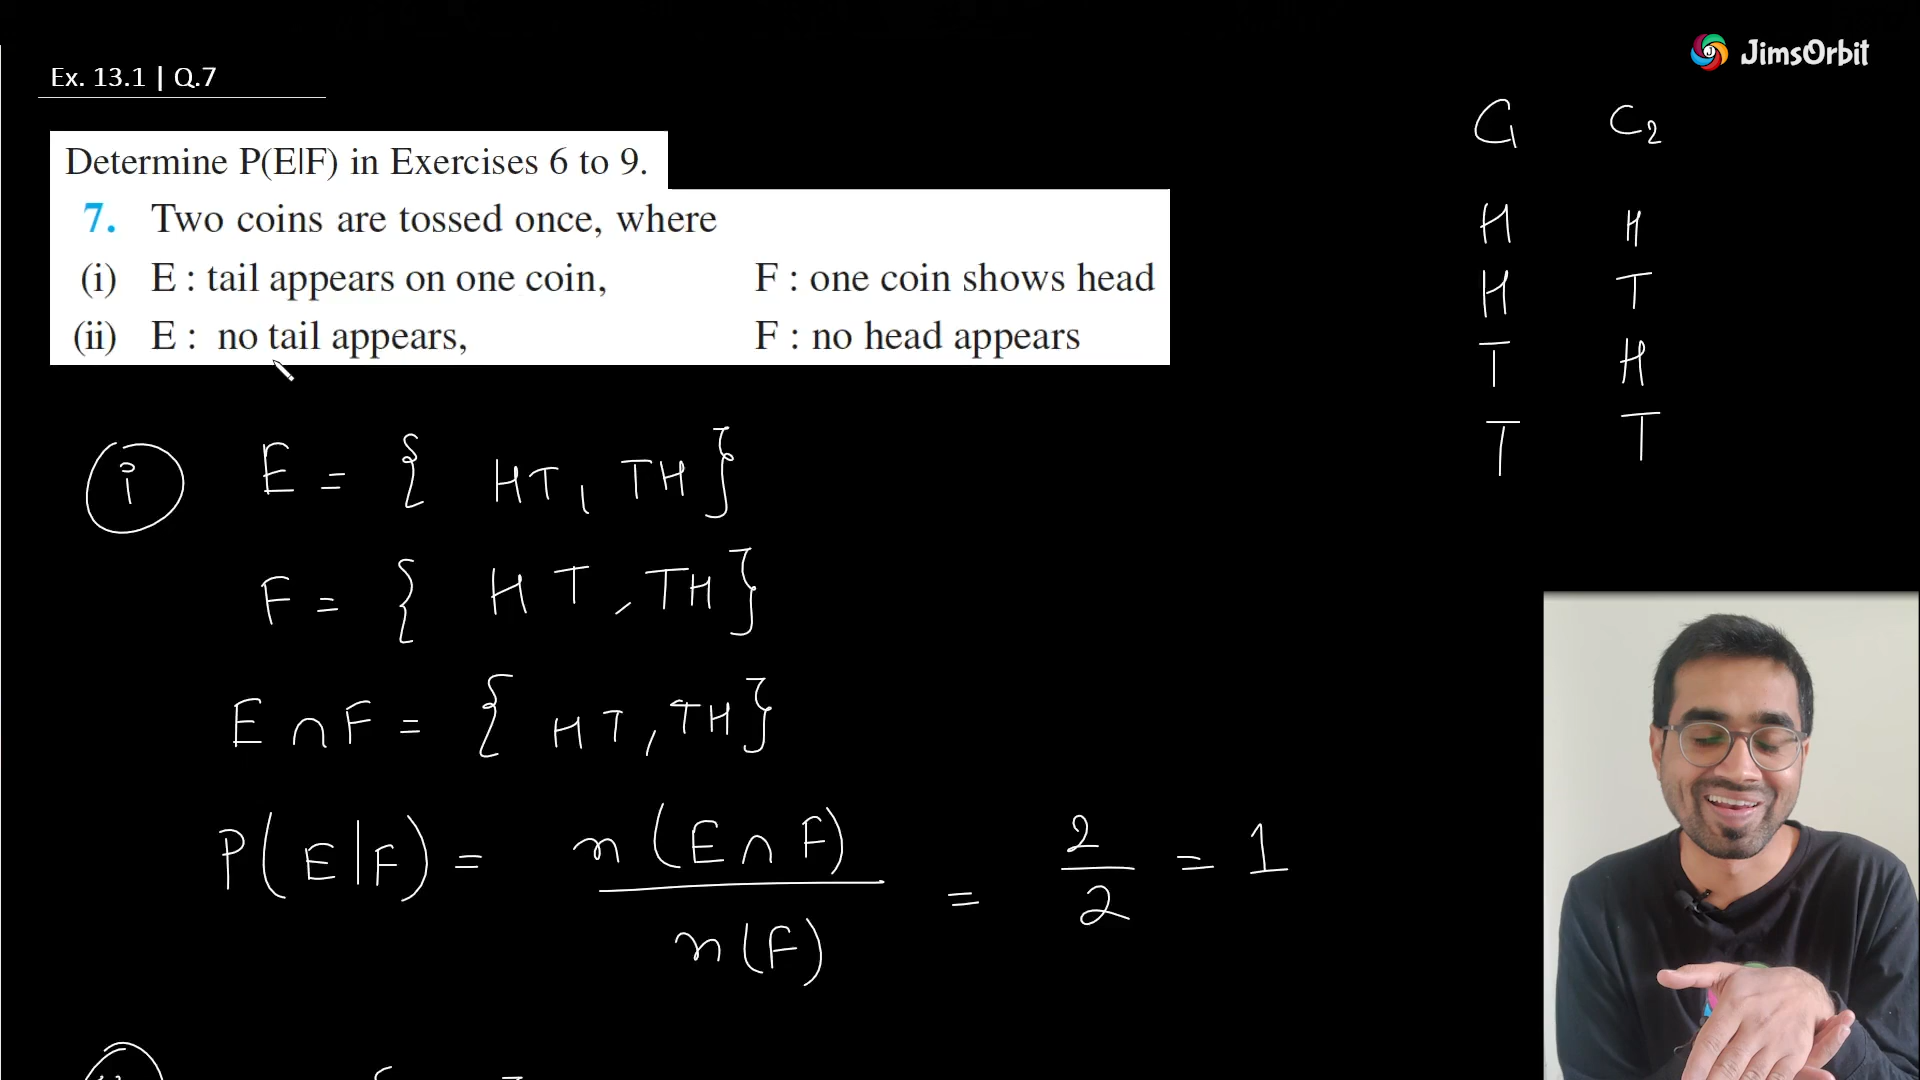 Ex. 13.1 | Q.7
JimsOrbit
Determine P(E|F) in Exercises 6 to 9.
7. Two coins are tossed once, where
(i) E : tail appears on one coin, F : one coin shows head
(ii) E : no tail appears, F : no head appears
C1 C2
H H
H T
T H
T T
i E = { HT, TH }
F = { HT, TH }
E ∩ F = { HT, TH }
P(E|F) = n(E ∩ F) / n(F) = 2/2 = 1